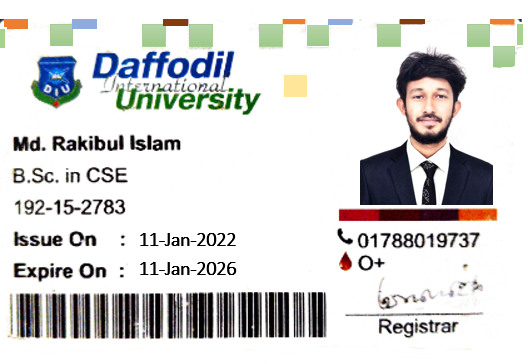 DIU
Daffodil
International
University
Md. Rakibul Islam
B.Sc. in CSE
192-15-2783
Issue On : 11-Jan-2022
Expire On : 11-Jan-2026
01788019737
O+
Registrar